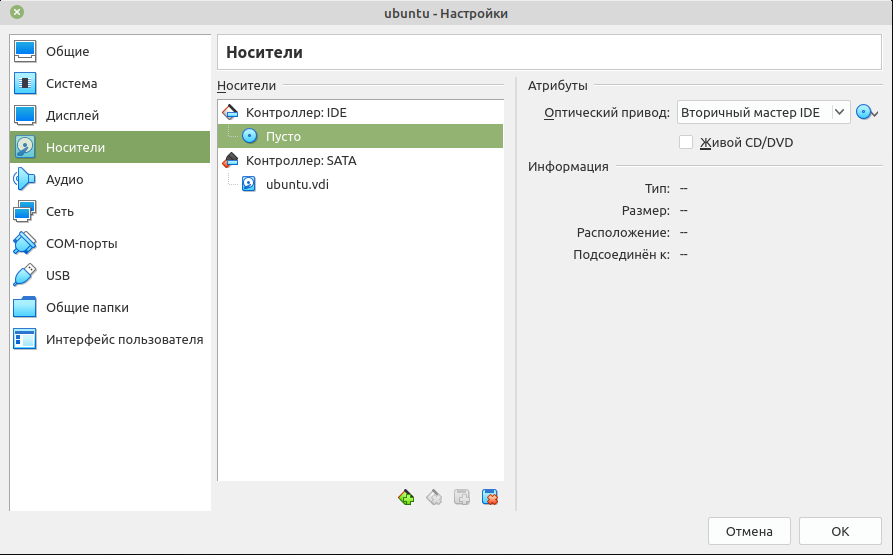 ubuntu - Настройки
Общие
Система
Дисплей
Носители
Аудио
Сеть
COM-порты
USB
Общие папки
Интерфейс пользователя
Носители
Носители
Контроллер: IDE
Пусто
Контроллер: SATA
ubuntu.vdi
Атрибуты
Оптический привод: Вторичный мастер IDE
Живой CD/DVD
Информация
Тип: --
Размер: --
Расположение: --
Подсоединён к: --
Отмена
OK